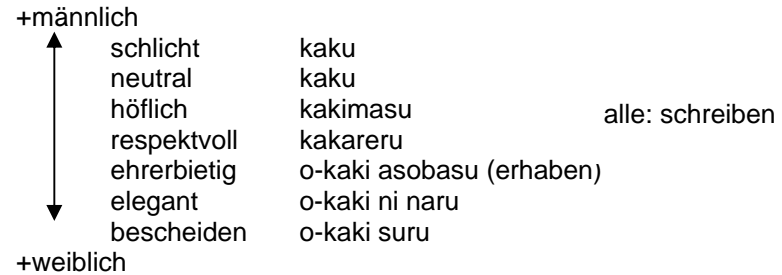 +männlich
schlicht kaku
neutral kaku
höflich kakimasu alle: schreiben
respektvoll kakareru
ehrerbietig o-kaki asobasu (erhaben)
elegant o-kaki ni naru
bescheiden o-kaki suru
+weiblich